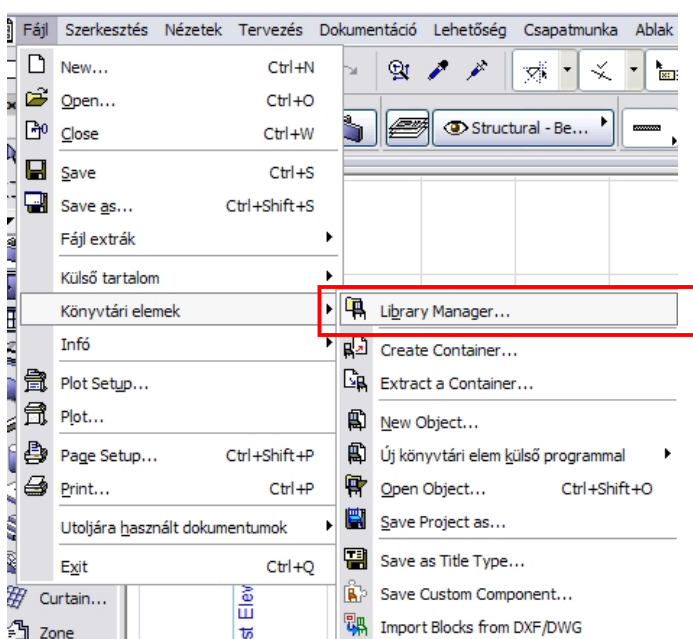 Fájl Szerkesztés Nézetek Tervezés Dokumentáció Lehetőség Csapatmunka Ablak
New... Ctrl+N
Open... Ctrl+O
Close Ctrl+W
Structural - Be...
Save Ctrl+S
Save as... Ctrl+Shift+S
Fájl extrák
Külső tartalom
Könyvtári elemek
Library Manager...
Infó
Create Container...
Plot Setup...
Extract a Container...
Plot...
New Object...
Page Setup... Ctrl+Shift+P
Új könyvtári elem külső programmal
Print... Ctrl+P
Open Object... Ctrl+Shift+O
Utoljára használt dokumentumok
Save Project as...
Exit Ctrl+Q
Save as Title Type...
Curtain...
Save Custom Component...
Zone
Import Blocks from DXF/DWG
st Elev